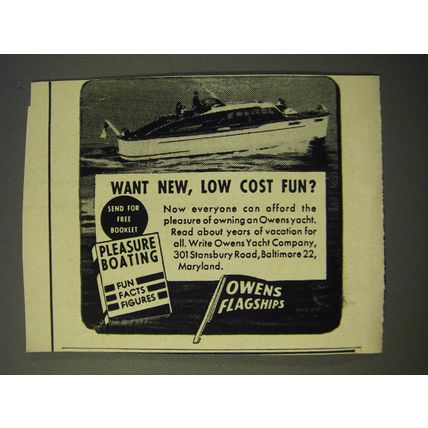 WANT NEW, LOW COST FUN?
SEND FOR
FREE
BOOKLET
PLEASURE
BOATING
FUN
FACTS
FIGURES
Now everyone can afford the
pleasure of owning an Owens yacht.
Read about years of vacation for
all. Write Owens Yacht Company,
301 Stansbury Road, Baltimore 22,
Maryland.
OWENS
FLAGSHIPS